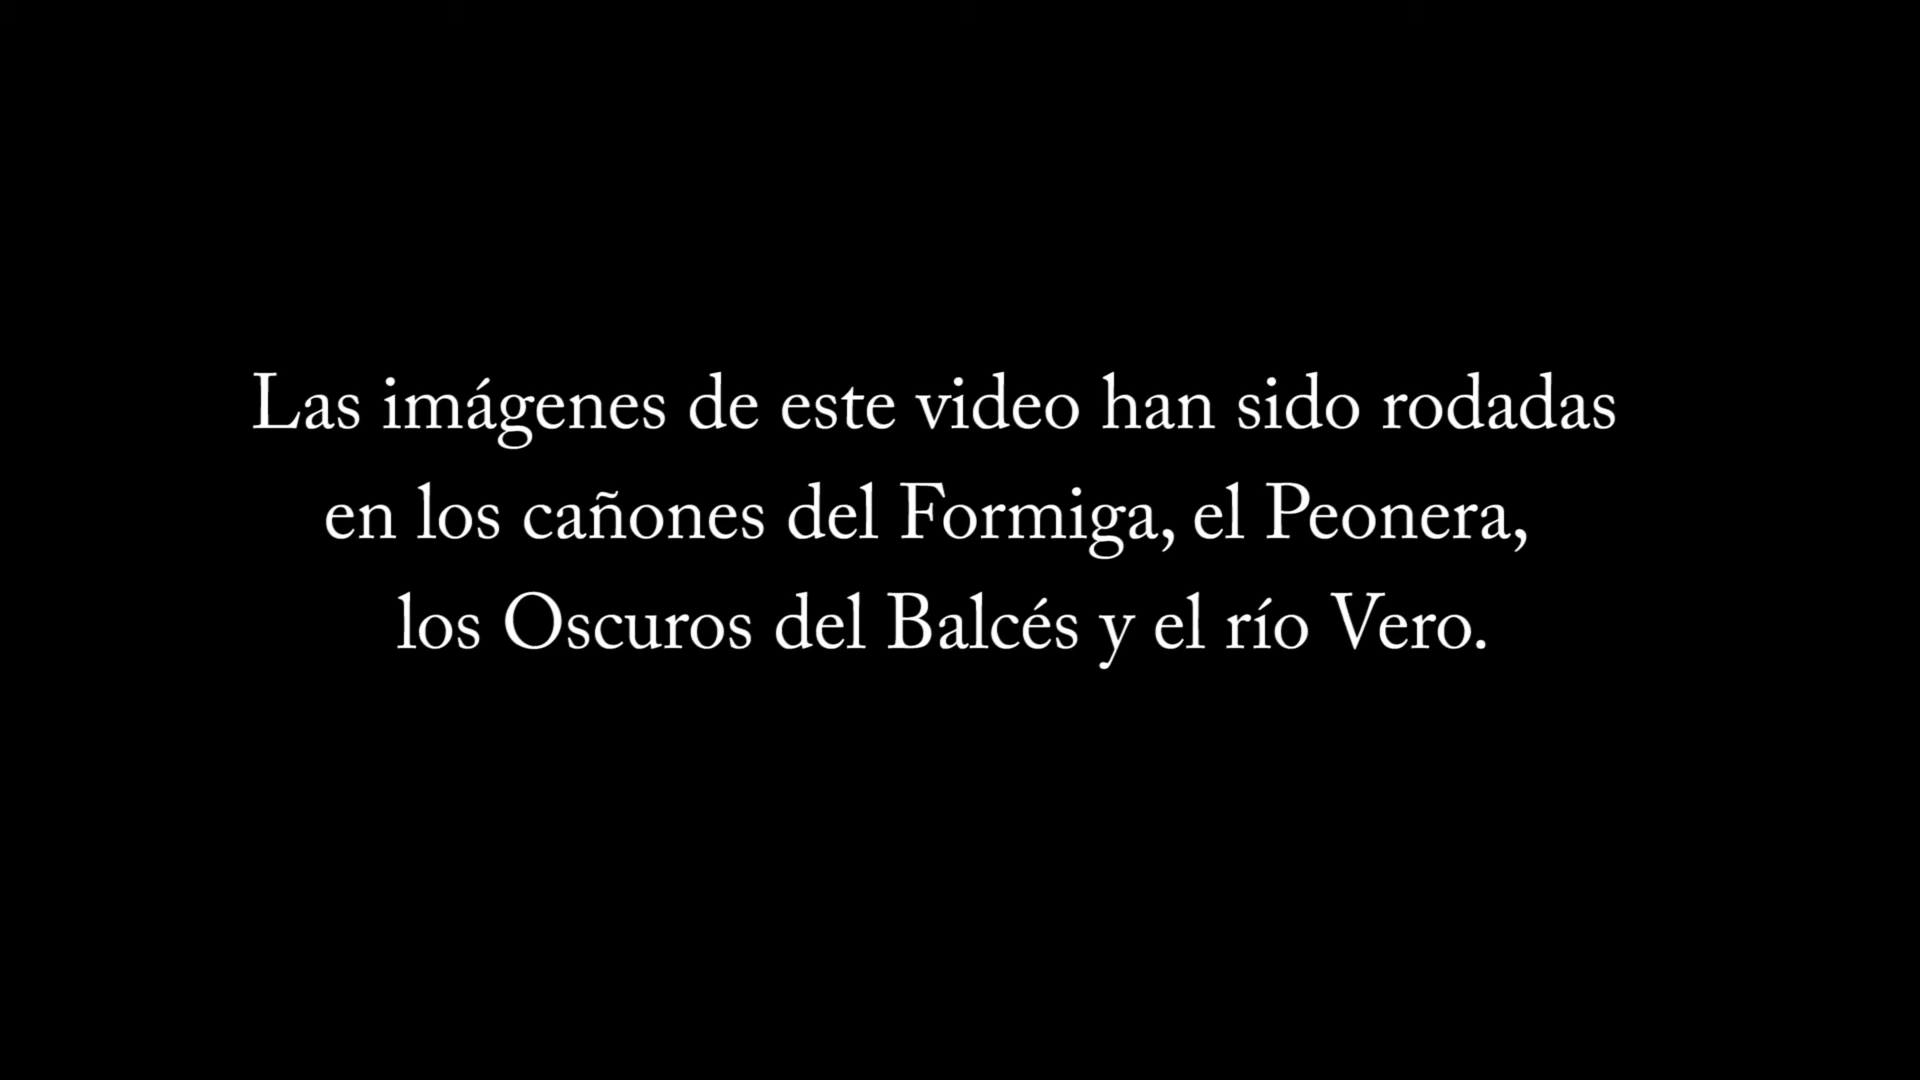 Las imágenes de este video han sido rodadas
en los cañones del Formiga, el Peonera,
los Oscuros del Balcés y el río Vero.